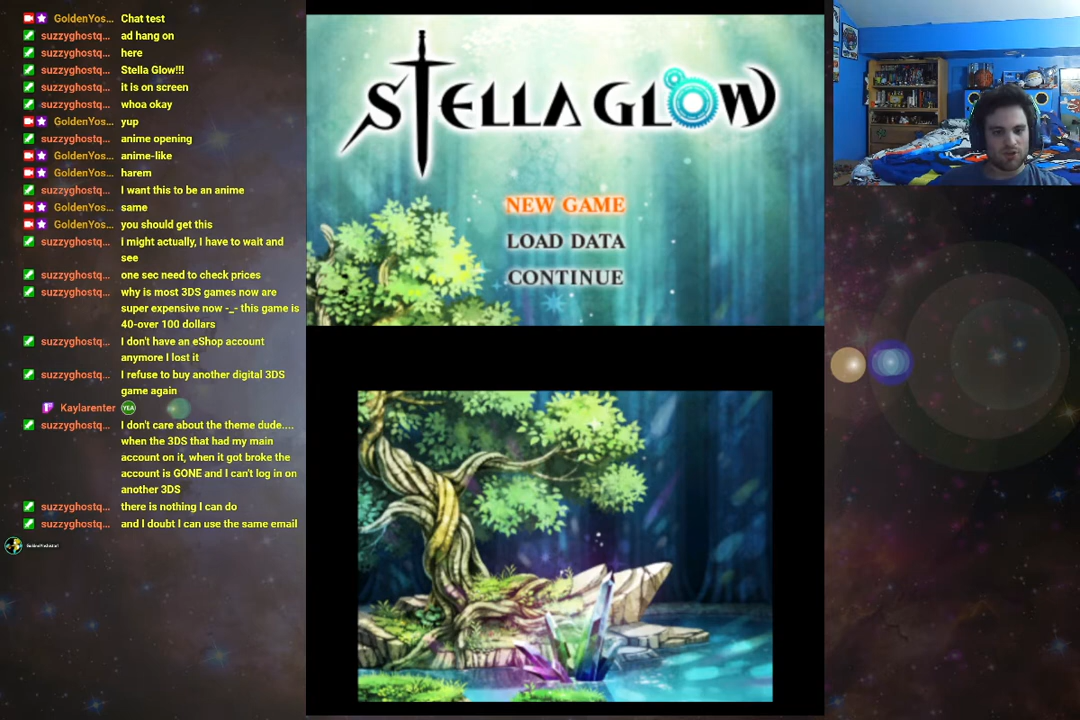 GoldenYos... Chat test
suzzyghostq... ad hang on
suzzyghostq... here
suzzyghostq... Stella Glow!!!
suzzyghostq... it is on screen
suzzyghostq... whoa okay
GoldenYos... yup
suzzyghostq... anime opening
GoldenYos... anime-like
GoldenYos... harem
suzzyghostq... I want this to be an anime
GoldenYos... same
GoldenYos... you should get this
suzzyghostq... i might actually, I have to wait and
see
suzzyghostq... one sec need to check prices
suzzyghostq... why is most 3DS games now are
super expensive now -_- this game is
40-over 100 dollars
suzzyghostq... I don't have an eShop account
anymore I lost it
suzzyghostq... I refuse to buy another digital 3DS
game again
Kaylarenter YEA
suzzyghostq... I don't care about the theme dude....
when the 3DS that had my main
account on it, when it got broke the
account is GONE and I can't log in on
another 3DS
suzzyghostq... there is nothing I can do
suzzyghostq... and I doubt I can use the same email
STELLA GLOW
NEW GAME
LOAD DATA
CONTINUE